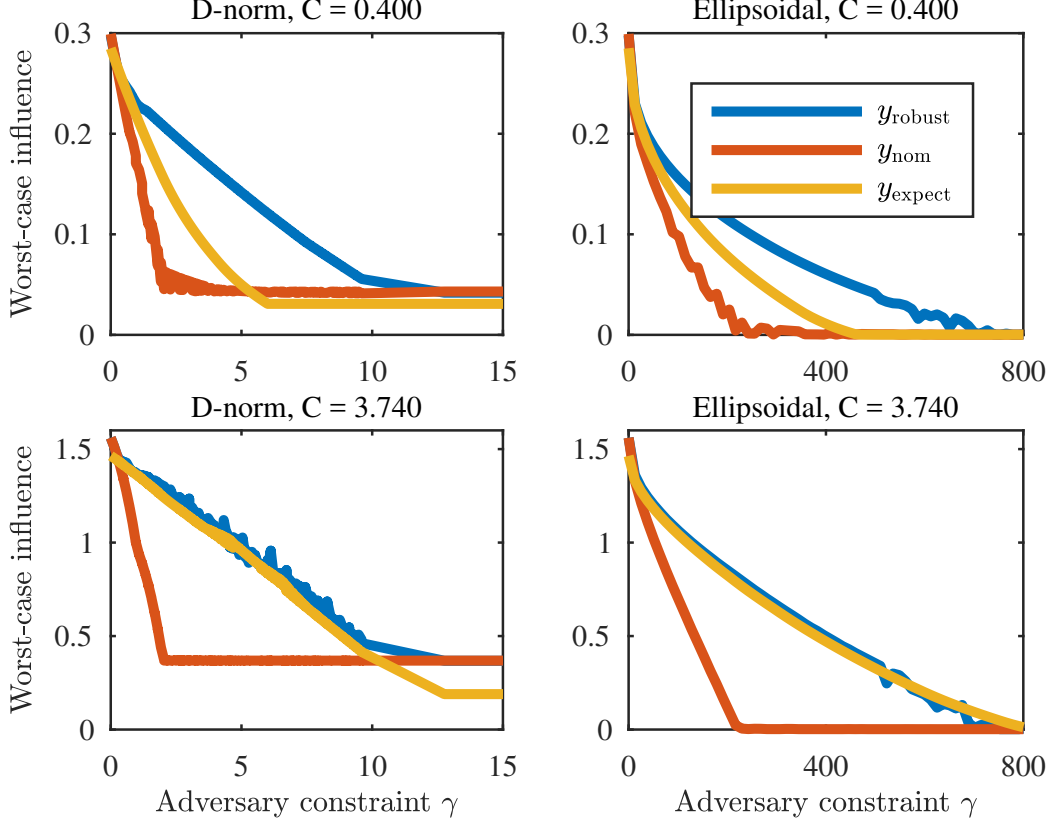 D-norm, C = 0.400
Ellipsoidal, C = 0.400
Worst-case influence
0.3
0.2
0.1
0
0 5 10 15
0.3
0.2
0.1
0
0 400 800
y_robust
y_nom
y_expect
D-norm, C = 3.740
Ellipsoidal, C = 3.740
Worst-case influence
1.5
1
0.5
0
0 5 10 15
Adversary constraint γ
1.5
1
0.5
0
0 400 800
Adversary constraint γ